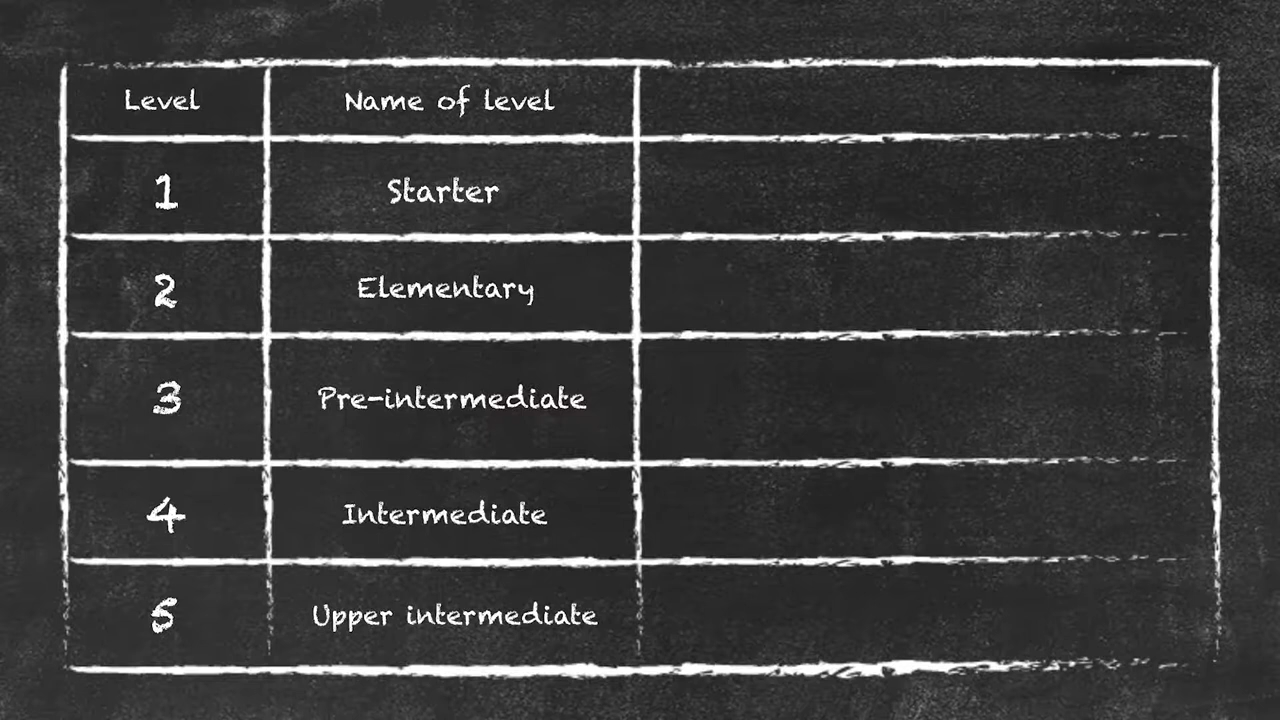 Level Name of level
1 Starter
2 Elementary
3 Pre-intermediate
4 Intermediate
5 Upper intermediate